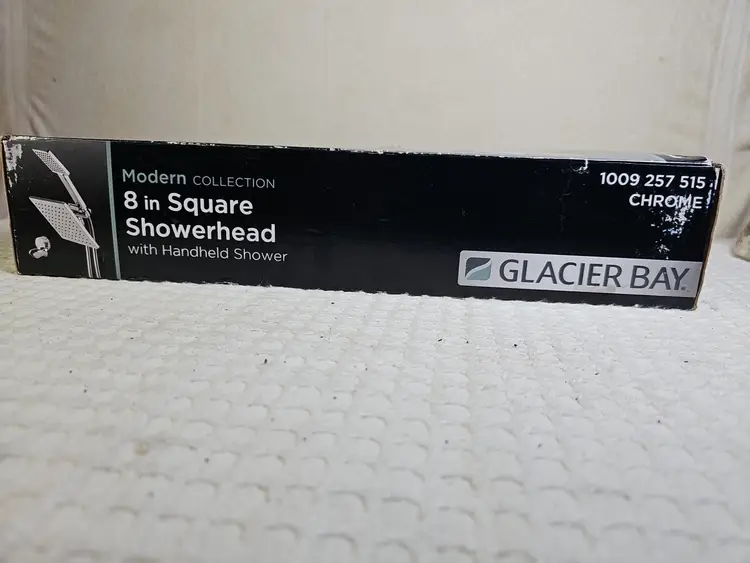 Modern COLLECTION
8 in Square
Showerhead
with Handheld Shower
1009 257 515
CHROME
GLACIER BAY.